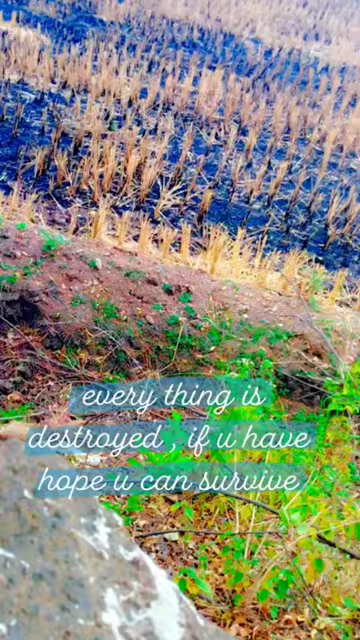 every thing is
destroyed , if u have
hope u can survive